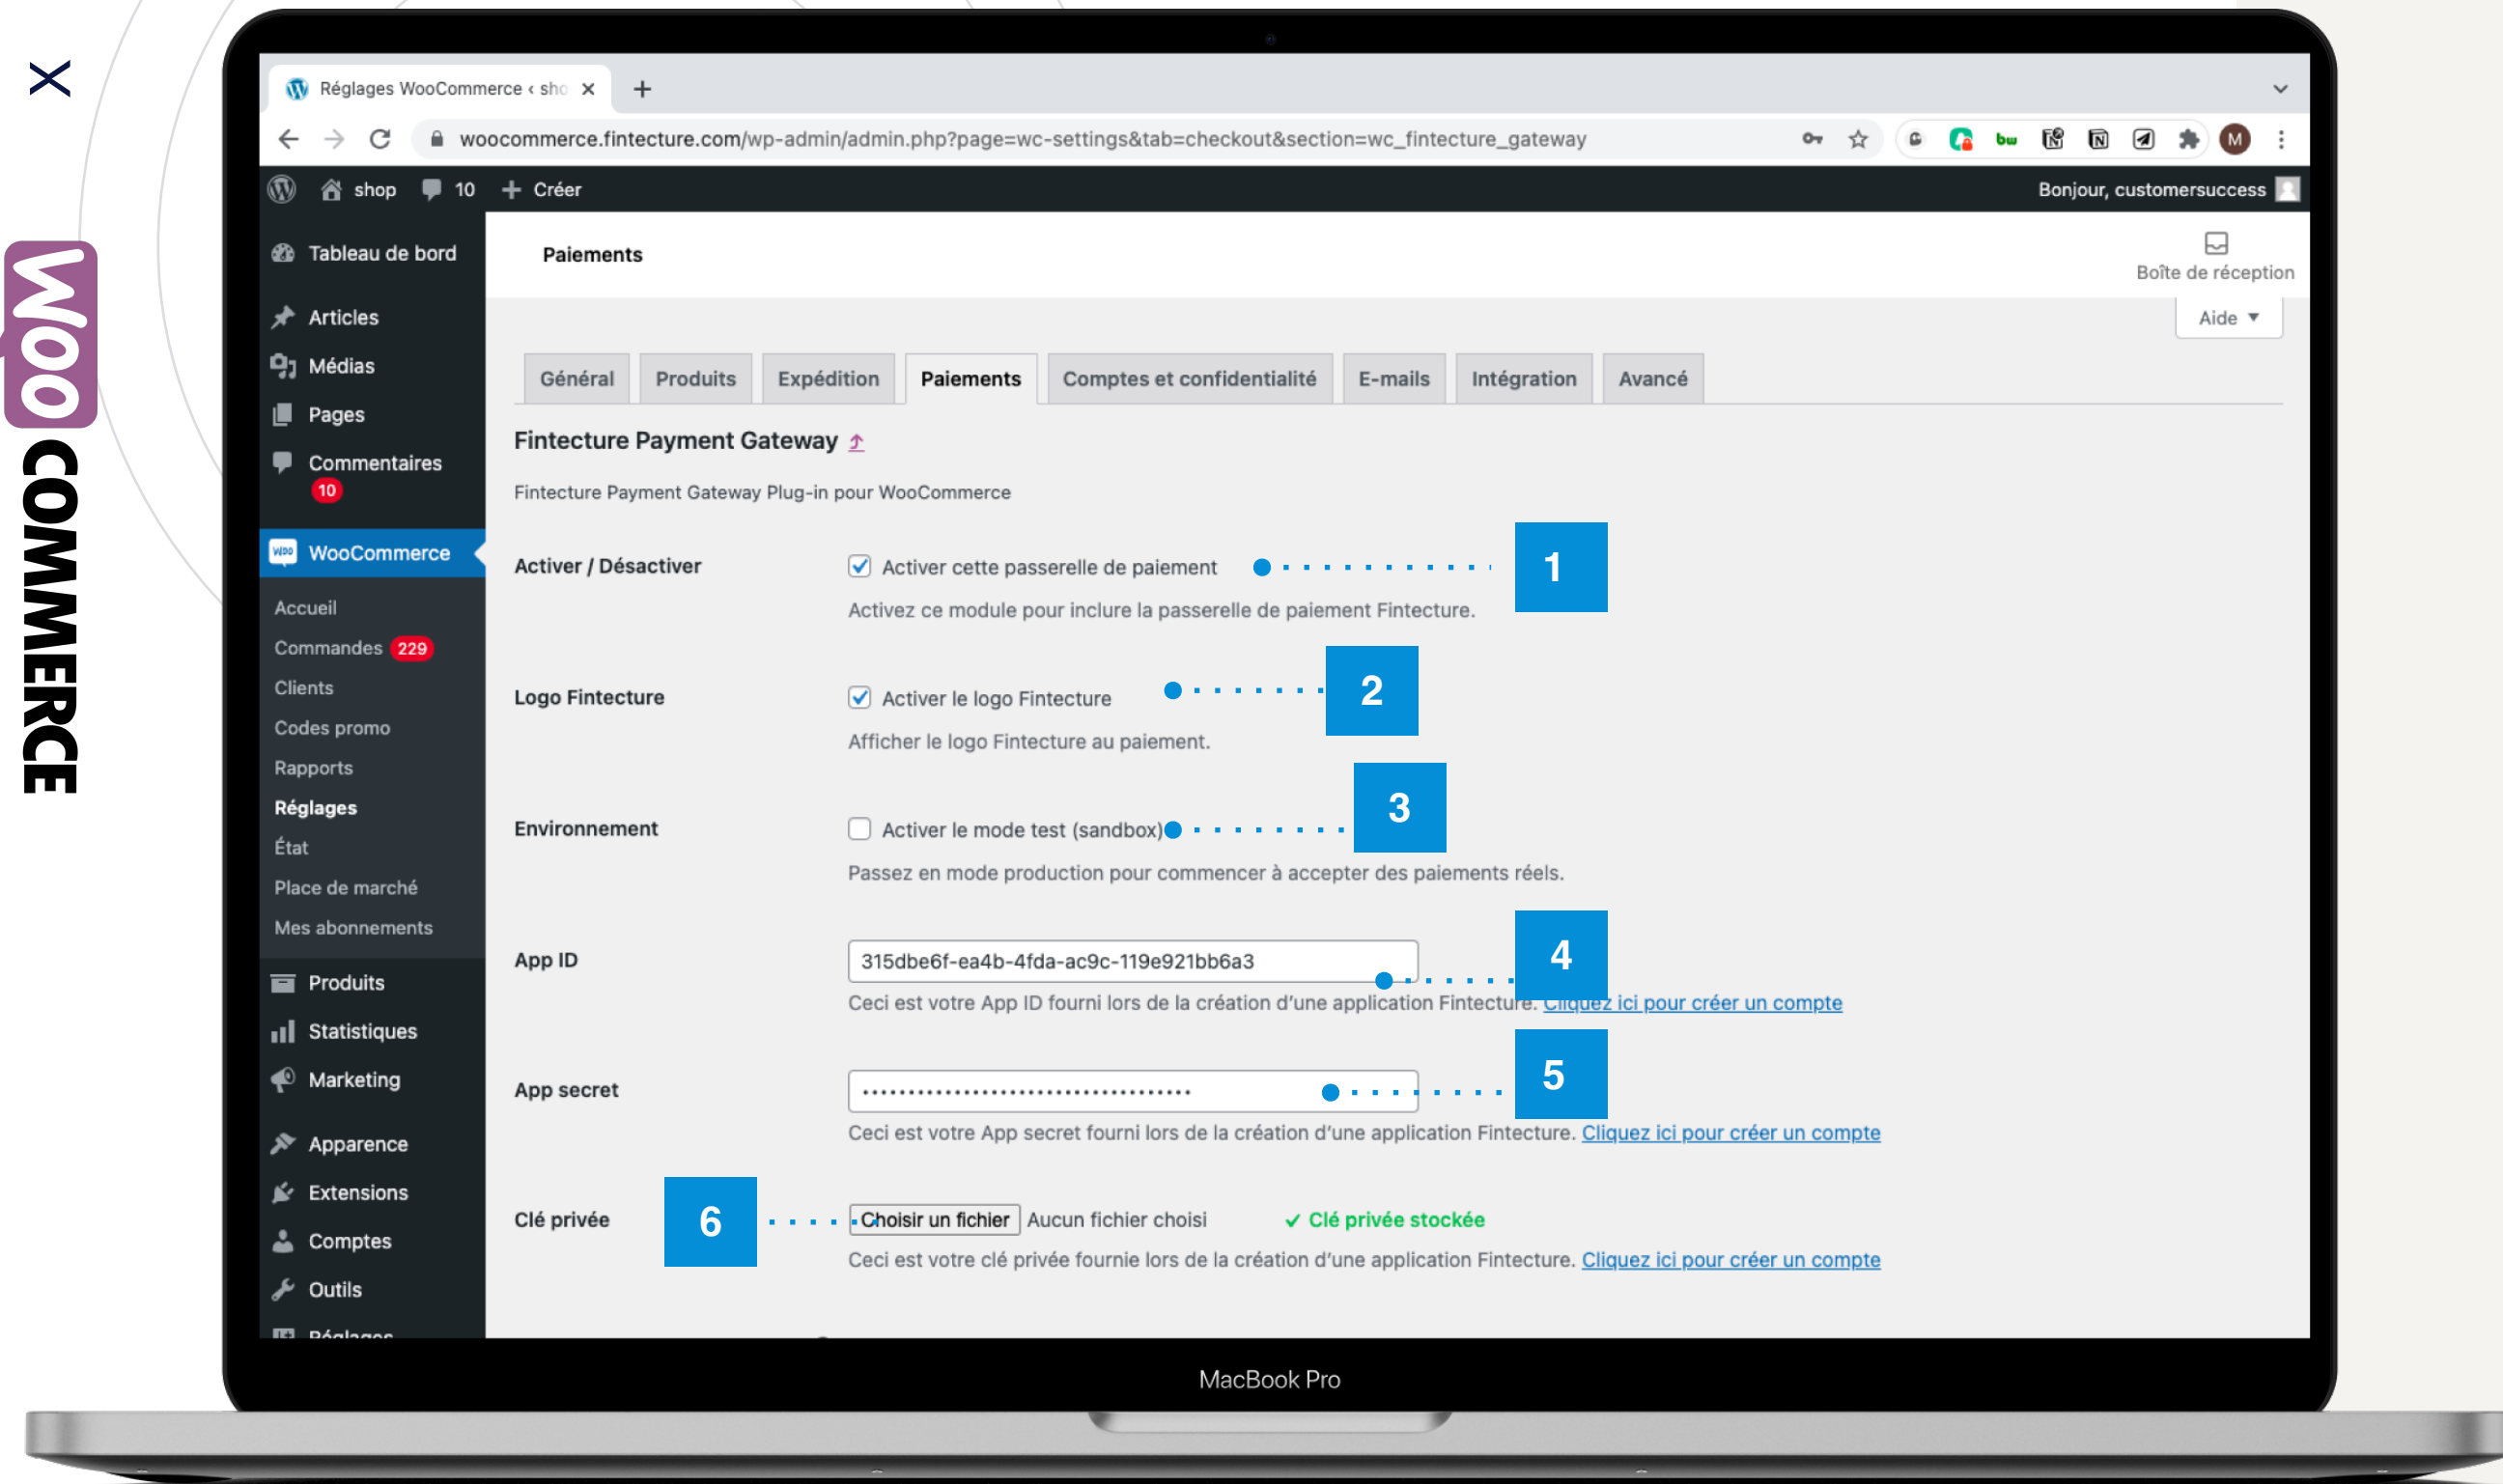 X
Woo COMMERCE
Réglages WooCommerce ‹ sho
woocommerce.fintecture.com/wp-admin/admin.php?page=wc-settings&tab=checkout&section=wc_fintecture_gateway
bw
M
shop 10 + Créer
Bonjour, customersuccess
Tableau de bord
Articles
Médias
Pages
Commentaires
10
WooCommerce
Accueil
Commandes 229
Clients
Codes promo
Rapports
Réglages
État
Place de marché
Mes abonnements
Produits
Statistiques
Marketing
Apparence
Extensions
Comptes
Outils
Réglages
Paiements
Boîte de réception
Aide
Général Produits Expédition Paiements Comptes et confidentialité E-mails Intégration Avancé
Fintecture Payment Gateway
Fintecture Payment Gateway Plug-in pour WooCommerce
Activer / Désactiver
Activer cette passerelle de paiement
1
Activez ce module pour inclure la passerelle de paiement Fintecture.
Logo Fintecture
Activer le logo Fintecture
2
Afficher le logo Fintecture au paiement.
Environnement
Activer le mode test (sandbox)
3
Passez en mode production pour commencer à accepter des paiements réels.
App ID
315dbe6f-ea4b-4fda-ac9c-119e921bb6a3
4
Ceci est votre App ID fourni lors de la création d'une application Fintecture. Cliquez ici pour créer un compte
App secret
5
Ceci est votre App secret fourni lors de la création d'une application Fintecture. Cliquez ici pour créer un compte
Clé privée
6
Choisir un fichier Aucun fichier choisi
✓ Clé privée stockée
Ceci est votre clé privée fournie lors de la création d'une application Fintecture. Cliquez ici pour créer un compte
MacBook Pro